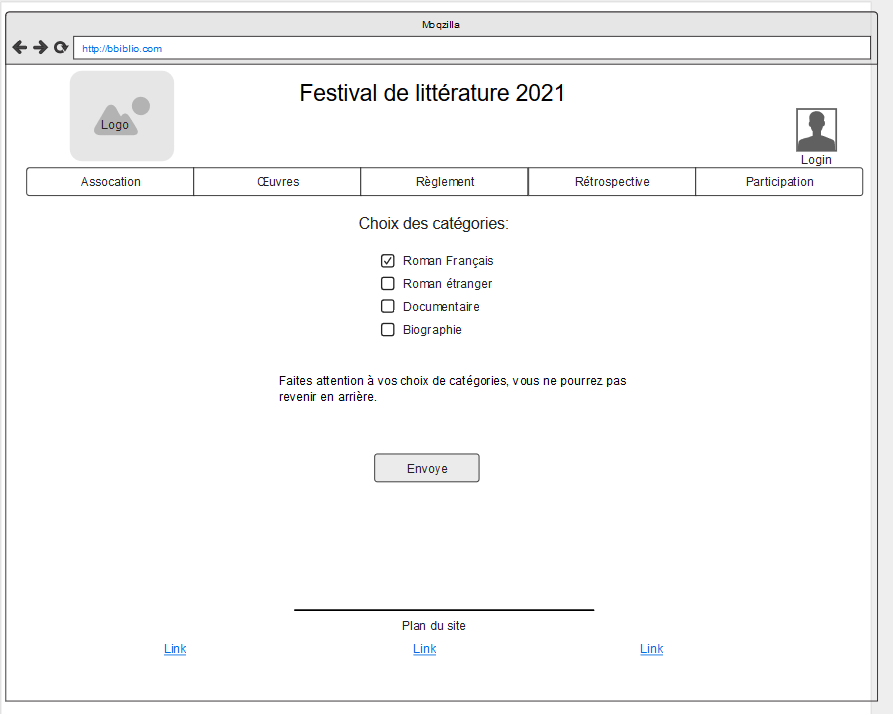 Moqzilla
http://bbiblio.com
Festival de littérature 2021
Logo
Login
Assocation
Œuvres
Règlement
Rétrospective
Participation
Choix des catégories:
Roman Français
Roman étranger
Documentaire
Biographie
Faites attention à vos choix de catégories, vous ne pourrez pas
revenir en arrière.
Envoye
Plan du site
Link
Link
Link